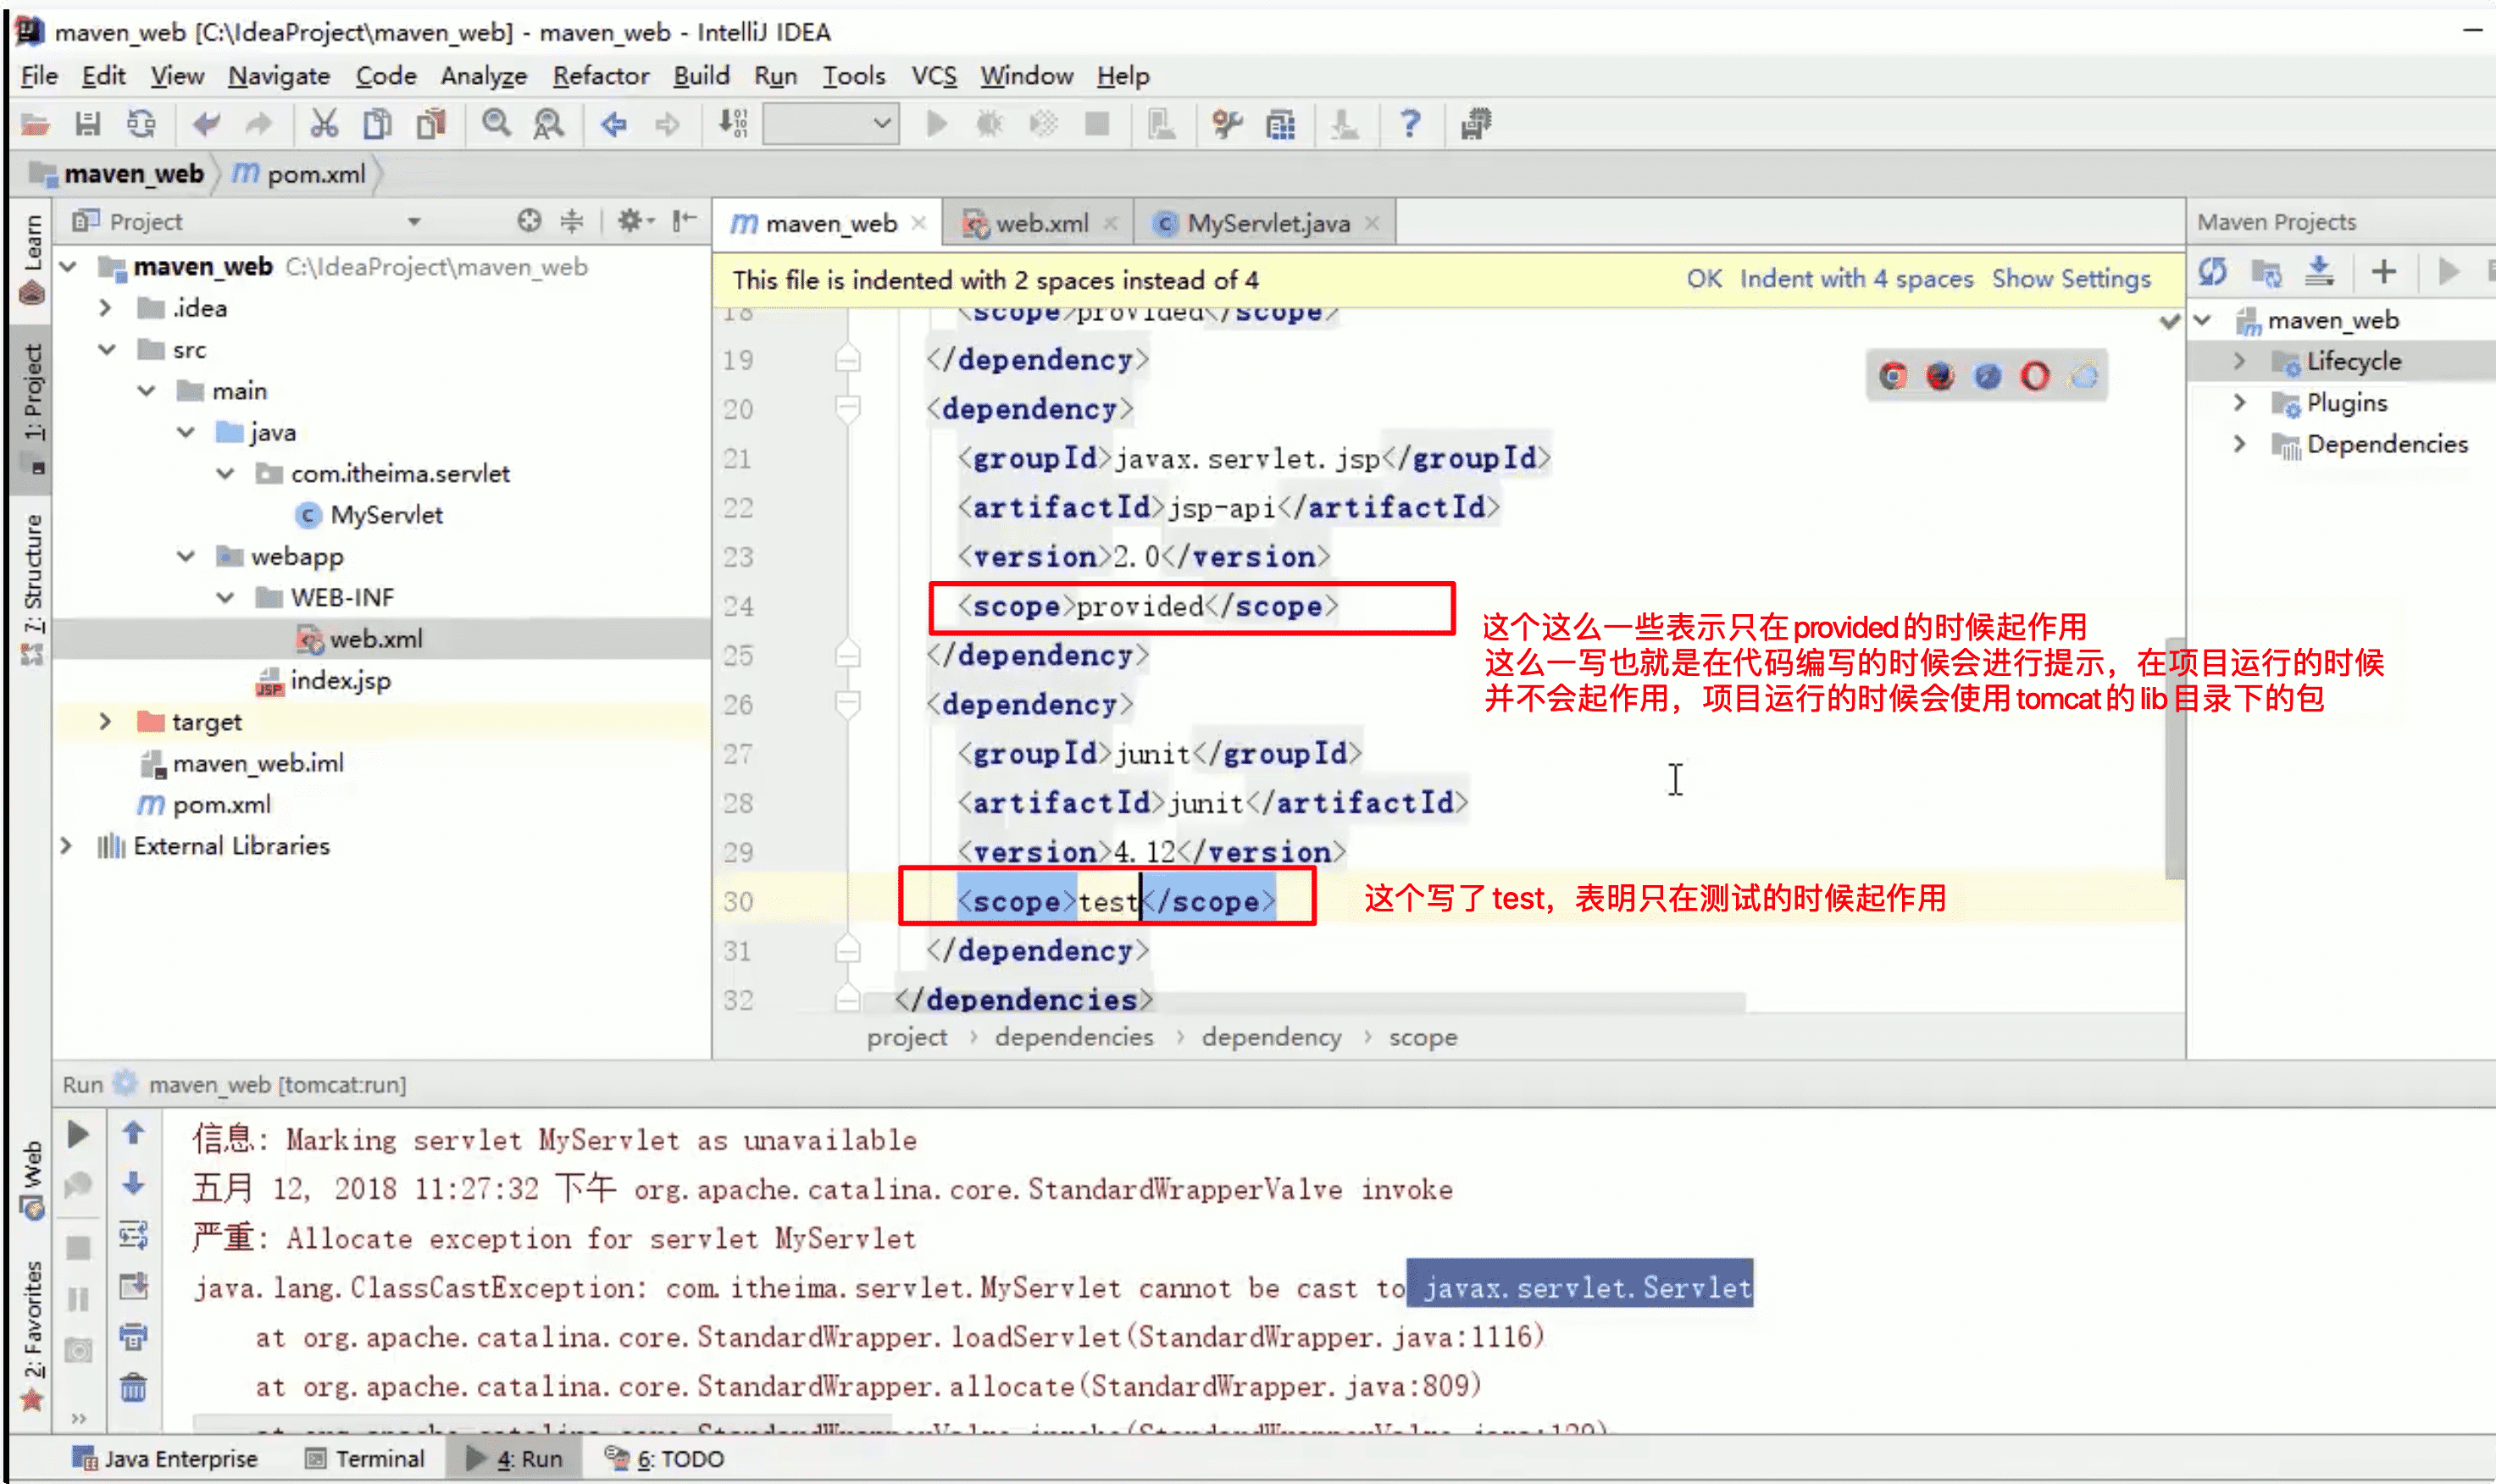 maven_web [C:\IdeaProject\maven_web] - maven_web - IntelliJ IDEA
File Edit View Navigate Code Analyze Refactor Build Run Tools VCS Window Help
maven_web pom.xml
Learn
1: Project
7: Structure
Web
2: Favorites
Project
maven_web C:\IdeaProject\maven_web
.idea
src
main
java
com.itheima.servlet
MyServlet
webapp
WEB-INF
web.xml
index.jsp
target
maven_web.iml
pom.xml
External Libraries
maven_web web.xml MyServlet.java
This file is indented with 2 spaces instead of 4 OK Indent with 4 spaces Show Settings
18 <scope>provided</scope>
19 </dependency>
20 <dependency>
21 <groupId>javax.servlet.jsp</groupId>
22 <artifactId>jsp-api</artifactId>
23 <version>2.0</version>
24 <scope>provided</scope>
这个这么一些表示只在provided的时候起作用
这么一写也就是在代码编写的时候会进行提示，在项目运行的时候
并不会起作用，项目运行的时候会使用tomcat的lib目录下的包
25 </dependency>
26 <dependency>
27 <groupId>junit</groupId>
28 <artifactId>junit</artifactId>
29 <version>4.12</version>
30 <scope>test</scope>
这个写了test，表明只在测试的时候起作用
31 </dependency>
32 </dependencies>
project › dependencies › dependency › scope
Maven Projects
maven_web
Lifecycle
Plugins
Dependencies
Run maven_web [tomcat:run]
信息: Marking servlet MyServlet as unavailable
五月 12, 2018 11:27:32 下午 org.apache.catalina.core.StandardWrapperValve invoke
严重: Allocate exception for servlet MyServlet
java.lang.ClassCastException: com.itheima.servlet.MyServlet cannot be cast to javax.servlet.Servlet
at org.apache.catalina.core.StandardWrapper.loadServlet(StandardWrapper.java:1116)
at org.apache.catalina.core.StandardWrapper.allocate(StandardWrapper.java:809)
Java Enterprise Terminal 4: Run 6: TODO